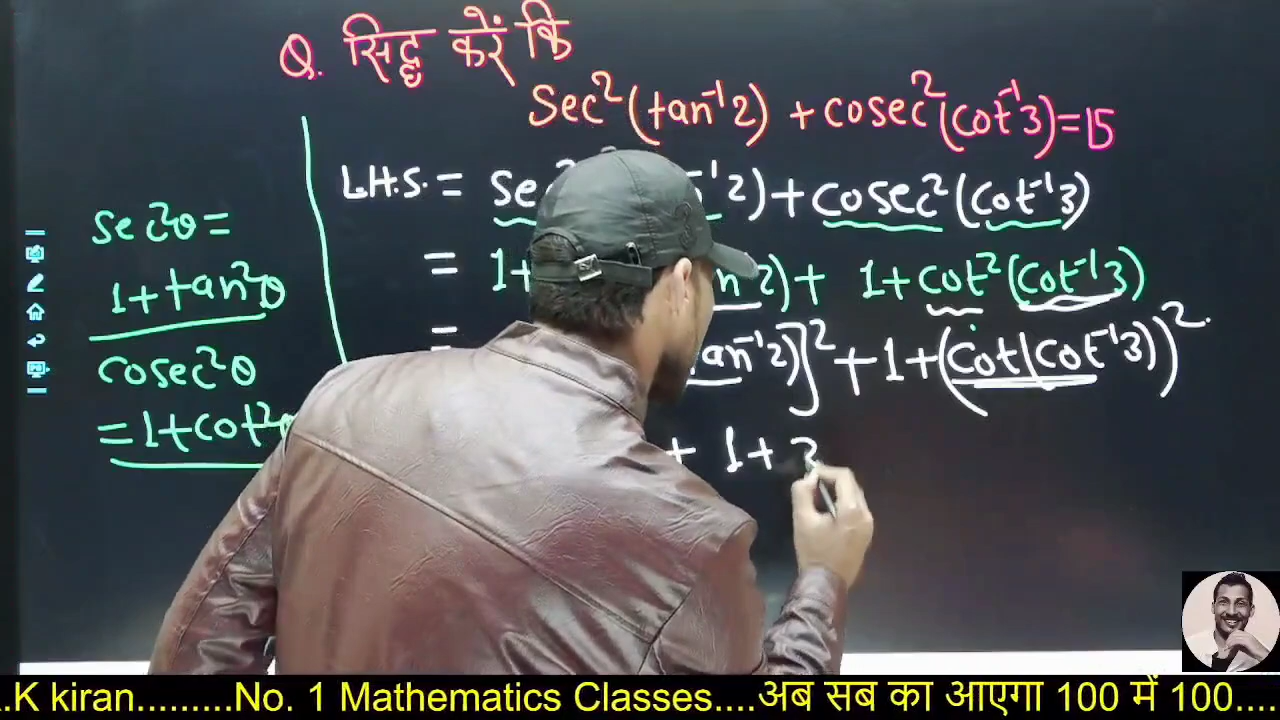 Q. सिद्ध करें कि
Sec²(tan⁻¹2) + cosec²(cot⁻¹3)=15
L.H.S. = se ⁻¹2)+cosec²(cot⁻¹3)
= 1+ n⁻¹2)+ 1+cot²(cot⁻¹3)
= an⁻¹2)]²+1+(cot(cot⁻¹3))².
+ 1+3
sec²θ=
1+tan²θ
cosec²θ
=1+cot²
.K kiran.........No. 1 Mathematics Classes....अब सब का आएगा 100 में 100....